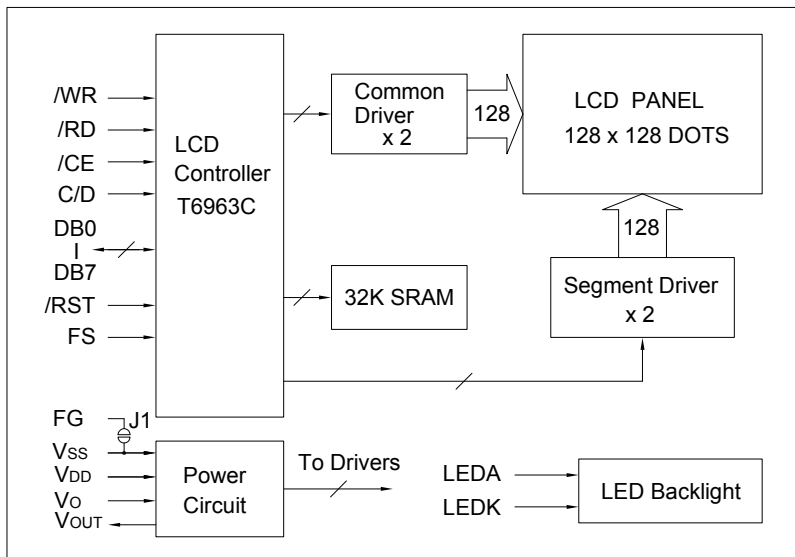 /WR
/RD
/CE
C/D
DB0
I
DB7
/RST
FS
LCD
Controller
T6963C
Common
Driver
x 2
128
LCD PANEL
128 x 128 DOTS
128
32K SRAM
Segment Driver
x 2
FG
J1
VSS
VDD
VO
VOUT
Power
Circuit
To Drivers
LEDA
LEDK
LED Backlight